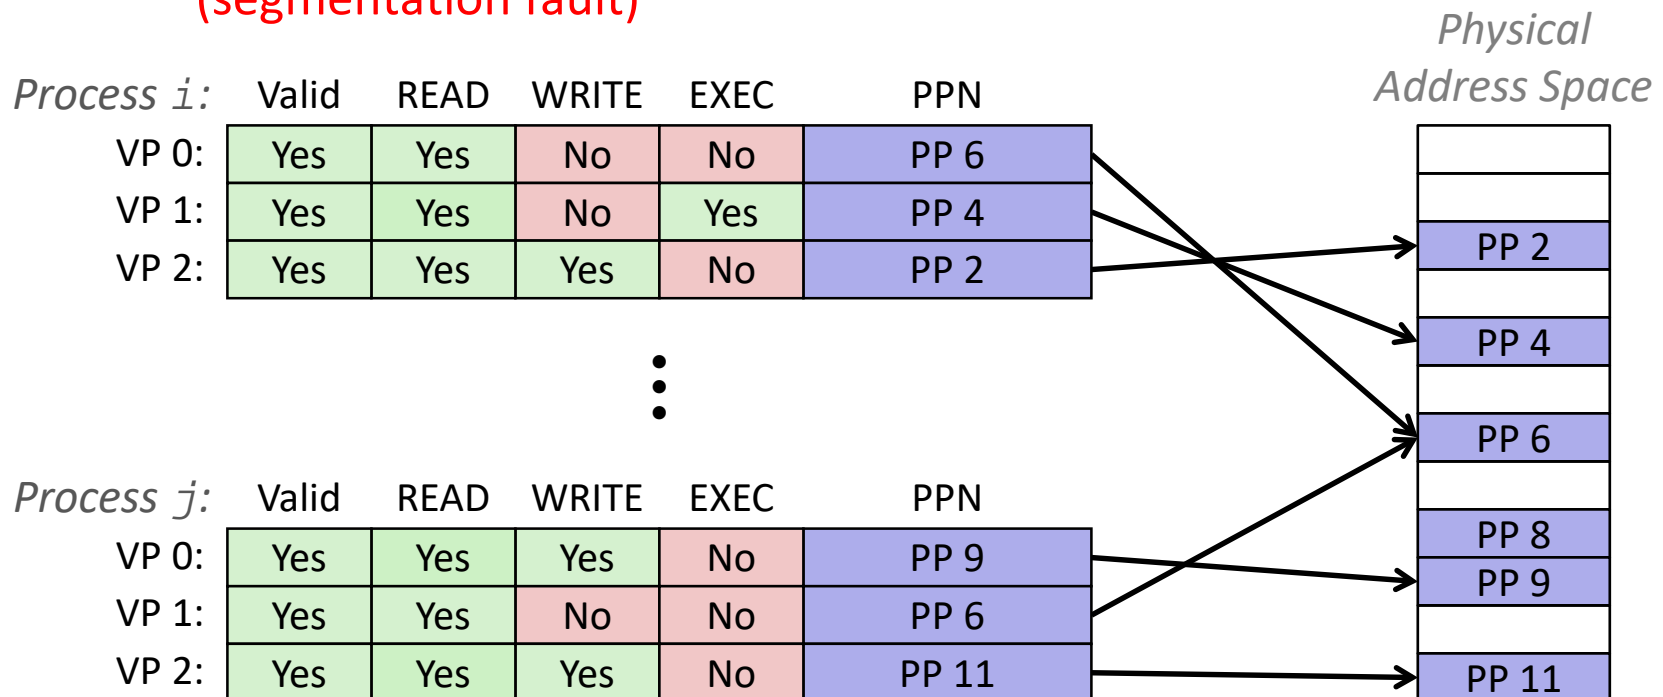 (segmentation fault)
Physical
Address Space
Process i: Valid READ WRITE EXEC PPN
VP 0: Yes Yes No No PP 6
VP 1: Yes Yes No Yes PP 4
VP 2: Yes Yes Yes No PP 2
PP 2
PP 4
PP 6
Process j: Valid READ WRITE EXEC PPN
VP 0: Yes Yes Yes No PP 9
VP 1: Yes Yes No No PP 6
VP 2: Yes Yes Yes No PP 11
PP 8
PP 9
PP 11